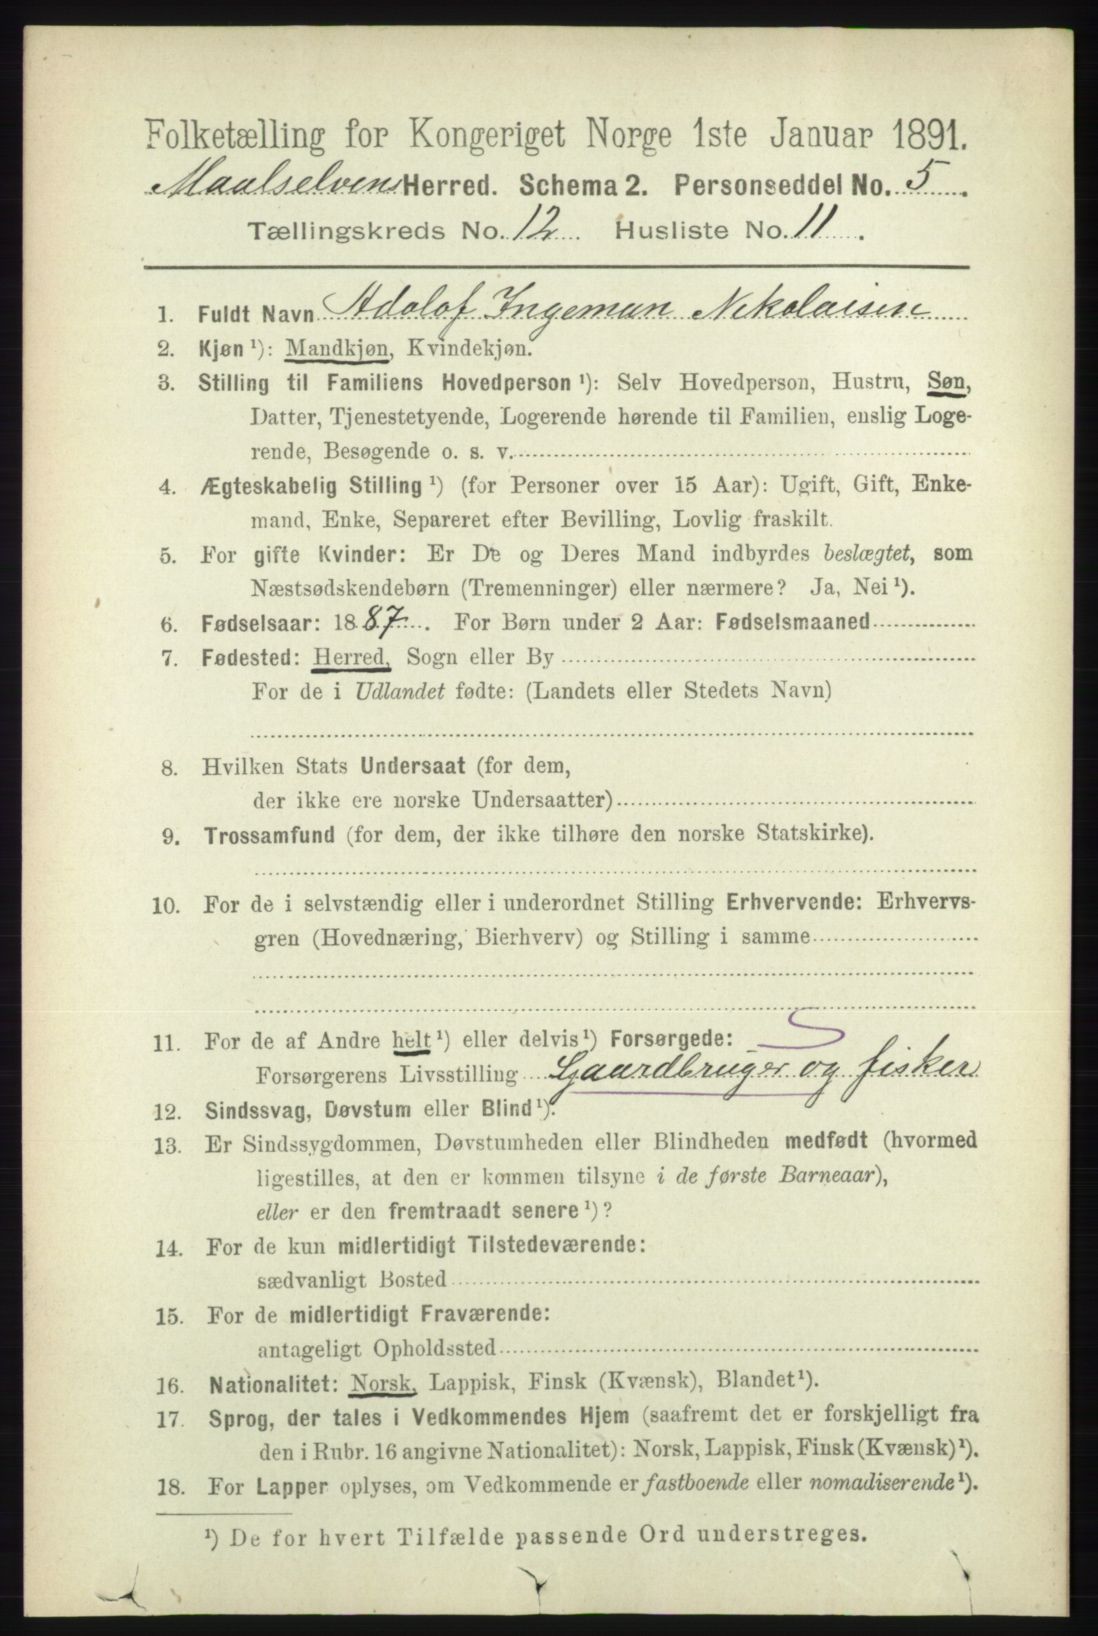 Folketælling for Kongeriget Norge 1ste Januar 1891.
Maalselvens Herred. Schema 2. Personseddel No. 5.
Tællingskreds No. 12. Husliste No. 11.
1. Fuldt Navn Adolof Ingeman Nikolaisen
2. Kjøn ¹): Mandkjøn, Kvindekjøn.
3. Stilling til Familiens Hovedperson ¹): Selv Hovedperson, Hustru, Søn,
Datter, Tjenestetyende, Logerende hørende til Familien, enslig Loge-
rende, Besøgende o. s. v.
4. Ægteskabelig Stilling ¹) (for Personer over 15 Aar): Ugift, Gift, Enke-
mand, Enke, Separeret efter Bevilling, Lovlig fraskilt.
5. For gifte Kvinder: Er De og Deres Mand indbyrdes beslægtet, som
Næstsødskendebørn (Tremenninger) eller nærmere? Ja, Nei ¹).
6. Fødselsaar: 1887. For Børn under 2 Aar: Fødselsmaaned
7. Fødested: Herred, Sogn eller By
For de i Udlandet fødte: (Landets eller Stedets Navn)
8. Hvilken Stats Undersaat (for dem,
der ikke ere norske Undersaatter)
9. Trossamfund (for dem, der ikke tilhøre den norske Statskirke).
10. For de i selvstændig eller i underordnet Stilling Erhvervende: Erhvervs-
gren (Hovednæring, Bierhverv) og Stilling i samme
11. For de af Andre helt ¹) eller delvis ¹) Forsørgede:
Forsørgerens Livsstilling Gaardbruger og fisker
12. Sindssvag, Døvstum eller Blind ¹).
13. Er Sindssygdommen, Døvstumheden eller Blindheden medfødt (hvormed
ligestilles, at den er kommen tilsyne i de første Barneaar),
eller er den fremtraadt senere ¹)?
14. For de kun midlertidigt Tilstedeværende:
sædvanligt Bosted
15. For de midlertidigt Fraværende:
antageligt Opholdssted
16. Nationalitet: Norsk, Lappisk, Finsk (Kvænsk), Blandet ¹).
17. Sprog, der tales i Vedkommendes Hjem (saafremt det er forskjelligt fra
den i Rubr. 16 angivne Nationalitet): Norsk, Lappisk, Finsk (Kvænsk) ¹).
18. For Lapper oplyses, om Vedkommende er fastboende eller nomadiserende ¹).
¹) De for hvert Tilfælde passende Ord understreges.